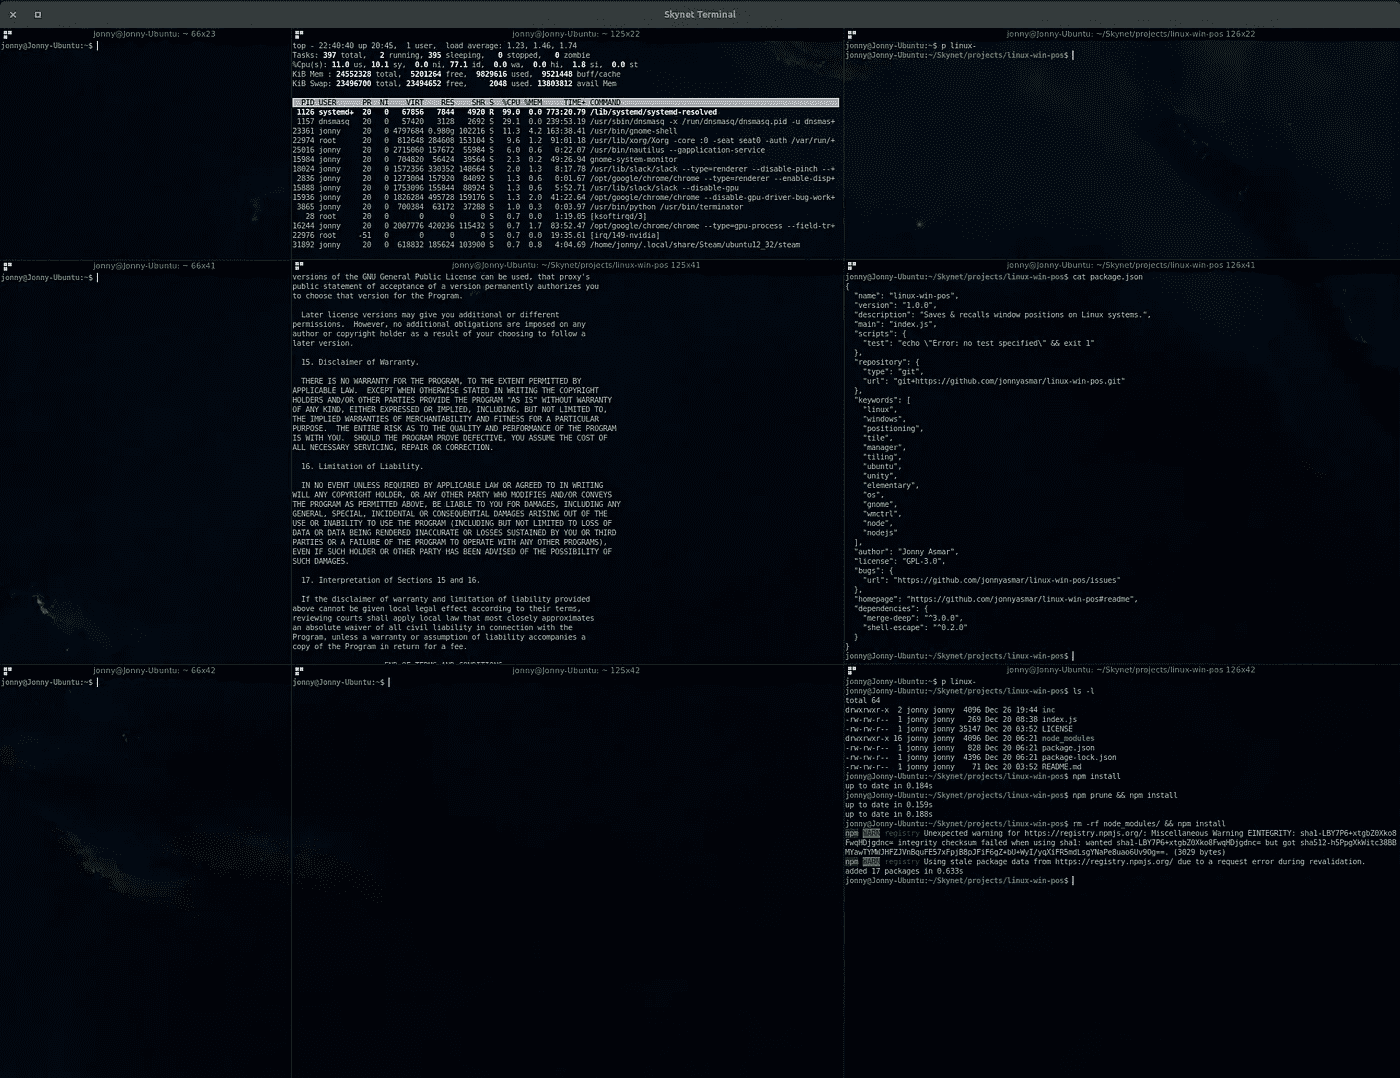 Skynet Terminal
jonny@Jonny-Ubuntu: ~ 66x23
jonny@Jonny-Ubuntu:~$
jonny@Jonny-Ubuntu: ~ 125x22
top - 22:40:40 up 20:45,  1 user,  load average: 1.23, 1.46, 1.74
Tasks: 397 total,   2 running, 395 sleeping,   0 stopped,   0 zombie
%Cpu(s): 11.0 us, 10.1 sy,  0.0 ni, 77.1 id,  0.0 wa,  0.0 hi,  1.8 si,  0.0 st
KiB Mem : 24552328 total,  5201264 free,  9829616 used,  9521448 buff/cache
KiB Swap: 23496700 total, 23494652 free,     2048 used. 13803812 avail Mem
PID USER      PR  NI    VIRT    RES    SHR S  %CPU %MEM     TIME+ COMMAND
1126 systemd+  20   0   67856   7844   4920 R  99.0  0.0 773:20.79 /lib/systemd/systemd-resolved
1157 dnsmasq   20   0   57420   3128   2692 S  29.1  0.0 239:53.19 /usr/sbin/dnsmasq -x /run/dnsmasq/dnsmasq.pid -u dnsmas+
23361 jonny     20   0 4797684 0.980g 102216 S  11.3  4.2 163:38.41 /usr/bin/gnome-shell
22974 root      20   0  812648 284608 153104 S   9.6  1.2  91:01.18 /usr/lib/xorg/Xorg -core :0 -seat seat0 -auth /var/run/+
25016 jonny     20   0 2715060 157672  55984 S   6.0  0.6   0:22.07 /usr/bin/nautilus --gapplication-service
15984 jonny     20   0  704820  56424  39564 S   2.3  0.2  49:26.94 gnome-system-monitor
18024 jonny     20   0 1572356 330352 148664 S   2.0  1.3   8:17.78 /usr/lib/slack/slack --type=renderer --disable-pinch --+
2836 jonny     20   0 1273004 157920  84092 S   1.3  0.6   0:01.67 /opt/google/chrome/chrome --type=renderer --enable-disp+
15888 jonny     20   0 1753096 155844  88924 S   1.3  0.6   5:52.71 /usr/lib/slack/slack --disable-gpu
15936 jonny     20   0 1826284 495728 159176 S   1.3  2.0  41:22.64 /opt/google/chrome/chrome --disable-gpu-driver-bug-work+
3865 jonny     20   0  700384  63172  37288 S   1.0  0.3   0:03.97 /usr/bin/python /usr/bin/terminator
28 root      20   0       0      0      0 S   0.7  0.0   1:19.05 [ksoftirqd/3]
16244 jonny     20   0 2007776 420236 115432 S   0.7  1.7  83:52.47 /opt/google/chrome/chrome --type=gpu-process --field-tr+
22976 root     -51   0       0      0      0 S   0.7  0.0  19:35.61 [irq/149-nvidia]
31892 jonny     20   0  618832 185624 103900 S   0.7  0.8   4:04.69 /home/jonny/.local/share/Steam/ubuntu12_32/steam
jonny@Jonny-Ubuntu: ~/Skynet/projects/linux-win-pos 126x22
jonny@Jonny-Ubuntu:~$ p linux-
jonny@Jonny-Ubuntu:~/Skynet/projects/linux-win-pos$
jonny@Jonny-Ubuntu: ~ 66x41
jonny@Jonny-Ubuntu:~$
jonny@Jonny-Ubuntu: ~/Skynet/projects/linux-win-pos 125x41
versions of the GNU General Public License can be used, that proxy's
public statement of acceptance of a version permanently authorizes you
to choose that version for the Program.
Later license versions may give you additional or different
permissions.  However, no additional obligations are imposed on any
author or copyright holder as a result of your choosing to follow a
later version.
15. Disclaimer of Warranty.
THERE IS NO WARRANTY FOR THE PROGRAM, TO THE EXTENT PERMITTED BY
APPLICABLE LAW.  EXCEPT WHEN OTHERWISE STATED IN WRITING THE COPYRIGHT
HOLDERS AND/OR OTHER PARTIES PROVIDE THE PROGRAM "AS IS" WITHOUT WARRANTY
OF ANY KIND, EITHER EXPRESSED OR IMPLIED, INCLUDING, BUT NOT LIMITED TO,
THE IMPLIED WARRANTIES OF MERCHANTABILITY AND FITNESS FOR A PARTICULAR
PURPOSE.  THE ENTIRE RISK AS TO THE QUALITY AND PERFORMANCE OF THE PROGRAM
IS WITH YOU.  SHOULD THE PROGRAM PROVE DEFECTIVE, YOU ASSUME THE COST OF
ALL NECESSARY SERVICING, REPAIR OR CORRECTION.
16. Limitation of Liability.
IN NO EVENT UNLESS REQUIRED BY APPLICABLE LAW OR AGREED TO IN WRITING
WILL ANY COPYRIGHT HOLDER, OR ANY OTHER PARTY WHO MODIFIES AND/OR CONVEYS
THE PROGRAM AS PERMITTED ABOVE, BE LIABLE TO YOU FOR DAMAGES, INCLUDING ANY
GENERAL, SPECIAL, INCIDENTAL OR CONSEQUENTIAL DAMAGES ARISING OUT OF THE
USE OR INABILITY TO USE THE PROGRAM (INCLUDING BUT NOT LIMITED TO LOSS OF
DATA OR DATA BEING RENDERED INACCURATE OR LOSSES SUSTAINED BY YOU OR THIRD
PARTIES OR A FAILURE OF THE PROGRAM TO OPERATE WITH ANY OTHER PROGRAMS),
EVEN IF SUCH HOLDER OR OTHER PARTY HAS BEEN ADVISED OF THE POSSIBILITY OF
SUCH DAMAGES.
17. Interpretation of Sections 15 and 16.
If the disclaimer of warranty and limitation of liability provided
above cannot be given local legal effect according to their terms,
reviewing courts shall apply local law that most closely approximates
an absolute waiver of all civil liability in connection with the
Program, unless a warranty or assumption of liability accompanies a
copy of the Program in return for a fee.
END OF TERMS AND CONDITIONS
jonny@Jonny-Ubuntu: ~/Skynet/projects/linux-win-pos 126x41
jonny@Jonny-Ubuntu:~/Skynet/projects/linux-win-pos$ cat package.json
{
"name": "linux-win-pos",
"version": "1.0.0",
"description": "Saves & recalls window positions on Linux systems.",
"main": "index.js",
"scripts": {
"test": "echo \"Error: no test specified\" && exit 1"
},
"repository": {
"type": "git",
"url": "git+https://github.com/jonnyasmar/linux-win-pos.git"
},
"keywords": [
"linux",
"windows",
"positioning",
"tile",
"manager",
"tiling",
"ubuntu",
"unity",
"elementary",
"os",
"gnome",
"wmctrl",
"node",
"nodejs"
],
"author": "Jonny Asmar",
"license": "GPL-3.0",
"bugs": {
"url": "https://github.com/jonnyasmar/linux-win-pos/issues"
},
"homepage": "https://github.com/jonnyasmar/linux-win-pos#readme",
"dependencies": {
"merge-deep": "^3.0.0",
"shell-escape": "^0.2.0"
}
}
jonny@Jonny-Ubuntu:~/Skynet/projects/linux-win-pos$
jonny@Jonny-Ubuntu: ~ 66x42
jonny@Jonny-Ubuntu:~$
jonny@Jonny-Ubuntu: ~ 125x42
jonny@Jonny-Ubuntu:~$
jonny@Jonny-Ubuntu: ~/Skynet/projects/linux-win-pos 126x42
jonny@Jonny-Ubuntu:~$ p linux-
jonny@Jonny-Ubuntu:~/Skynet/projects/linux-win-pos$ ls -l
total 64
drwxrwxr-x  2 jonny jonny  4096 Dec 26 19:44 inc
-rw-rw-r--  1 jonny jonny   269 Dec 20 08:38 index.js
-rw-rw-r--  1 jonny jonny 35147 Dec 20 03:52 LICENSE
drwxrwxr-x 16 jonny jonny  4096 Dec 20 06:21 node_modules
-rw-rw-r--  1 jonny jonny   828 Dec 20 06:21 package.json
-rw-rw-r--  1 jonny jonny  4396 Dec 20 06:21 package-lock.json
-rw-rw-r--  1 jonny jonny    71 Dec 20 03:52 README.md
jonny@Jonny-Ubuntu:~/Skynet/projects/linux-win-pos$ npm install
up to date in 0.184s
jonny@Jonny-Ubuntu:~/Skynet/projects/linux-win-pos$ npm prune && npm install
up to date in 0.159s
up to date in 0.188s
jonny@Jonny-Ubuntu:~/Skynet/projects/linux-win-pos$ rm -rf node_modules/ && npm install
npm WARN registry Unexpected warning for https://registry.npmjs.org/: Miscellaneous Warning EINTEGRITY: sha1-LBY7P6+xtgbZ0Xko8
FwqHDjgdnc= integrity checksum failed when using sha1: wanted sha1-LBY7P6+xtgbZ0Xko8FwqHDjgdnc= but got sha512-h5PpgXkWitc38BB
MYawTYMWJHFZJVnBquFE57xFpjB8pJFiF6gZ+bU+WyI/yqXiFR5mdLsgYNaPe8uao6Uv9Og==. (3029 bytes)
npm WARN registry Using stale package data from https://registry.npmjs.org/ due to a request error during revalidation.
added 17 packages in 0.633s
jonny@Jonny-Ubuntu:~/Skynet/projects/linux-win-pos$